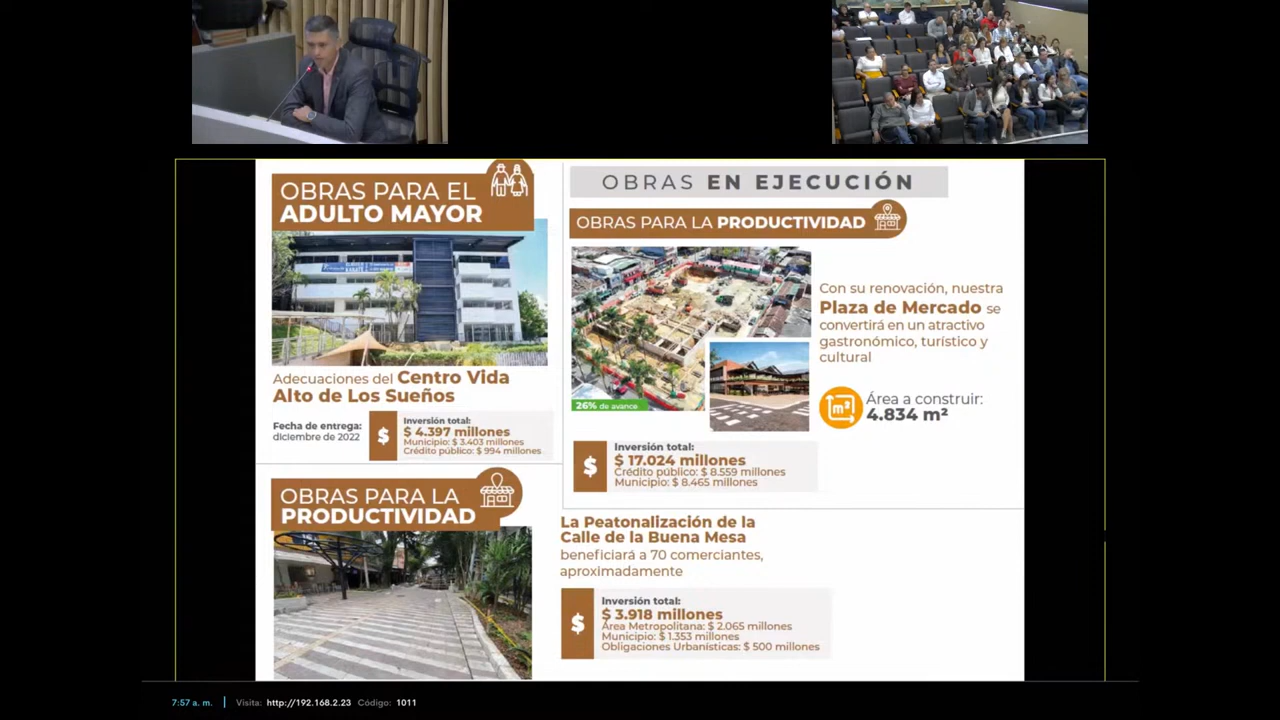 OBRAS PARA EL
ADULTO MAYOR
Adecuaciones del Centro Vida
Alto de Los Sueños
Fecha de entrega:
diciembre de 2022
$
Inversión total:
$ 4.397 millones
Municipio: $ 3.403 millones
Crédito público: $ 994 millones
OBRAS EN EJECUCIÓN
OBRAS PARA LA PRODUCTIVIDAD
26% de avance
Con su renovación, nuestra
Plaza de Mercado se
convertirá en un atractivo
gastronómico, turístico y
cultural
m²
Área a construir:
4.834 m²
$
Inversión total:
$ 17.024 millones
Crédito público: $ 8.559 millones
Municipio: $ 8.465 millones
OBRAS PARA LA
PRODUCTIVIDAD
La Peatonalización de la
Calle de la Buena Mesa
beneficiará a 70 comerciantes,
aproximadamente
$
Inversión total:
$ 3.918 millones
Área Metropolitana: $ 2.065 millones
Municipio: $ 1.353 millones
Obligaciones Urbanísticas: $ 500 millones
7:57 a. m. | Visita: http://192.168.2.23 Código: 1011